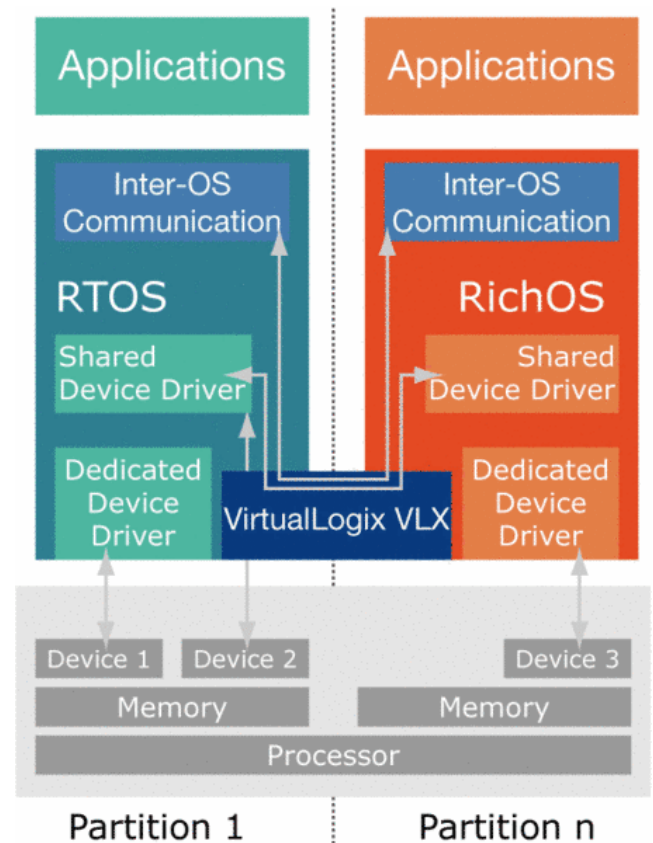 Applications
Applications
Inter-OS
Communication
Inter-OS
Communication
RTOS
RichOS
Shared
Device Driver
Shared
Device Driver
Dedicated
Device
Driver
VirtualLogix VLX
Dedicated
Device
Driver
Device 1
Device 2
Device 3
Memory
Memory
Processor
Partition 1
Partition n